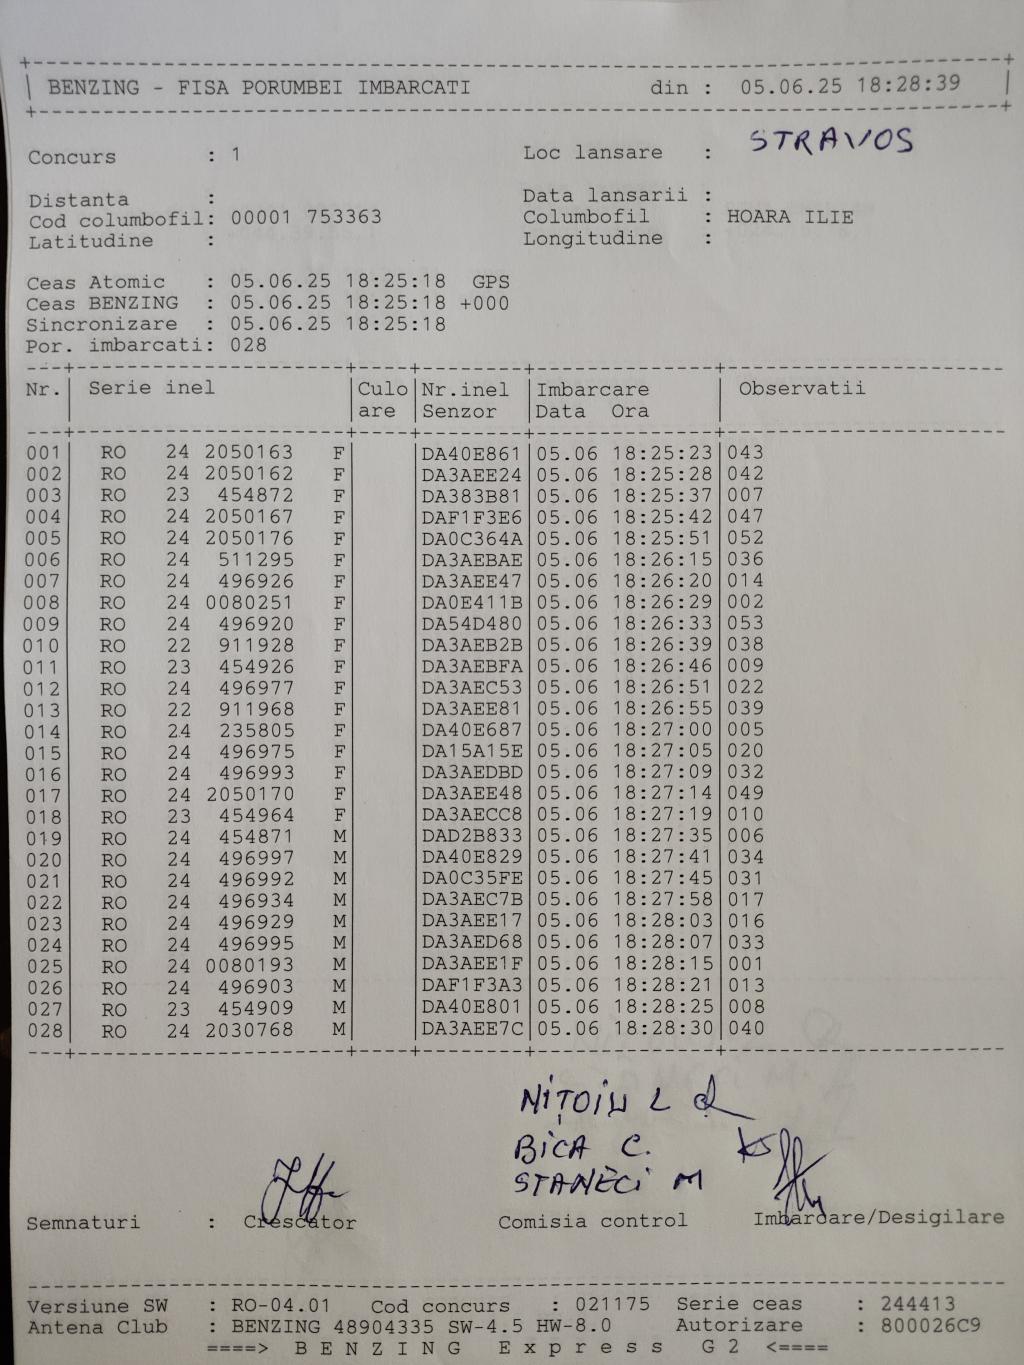 BENZING - FISA PORUMBEI IMBARCATI din : 05.06.25 18:28:39
Concurs : 1 Loc lansare : STRAVOS
Distanta : Data lansarii :
Cod columbofil: 00001 753363 Columbofil : HOARA ILIE
Latitudine : Longitudine :
Ceas Atomic : 05.06.25 18:25:18 GPS
Ceas BENZING : 05.06.25 18:25:18 +000
Sincronizare : 05.06.25 18:25:18
Por. imbarcati: 028
Nr. Serie inel Culo Nr.inel Imbarcare Observatii
are Senzor Data Ora
001 RO 24 2050163 F DA40E861 05.06 18:25:23 043
002 RO 24 2050162 F DA3AEE24 05.06 18:25:28 042
003 RO 23 454872 F DA383B81 05.06 18:25:37 007
004 RO 24 2050167 F DAF1F3E6 05.06 18:25:42 047
005 RO 24 2050176 F DA0C364A 05.06 18:25:51 052
006 RO 24 511295 F DA3AEBAE 05.06 18:26:15 036
007 RO 24 496926 F DA3AEE47 05.06 18:26:20 014
008 RO 24 0080251 F DA0E411B 05.06 18:26:29 002
009 RO 24 496920 F DA54D480 05.06 18:26:33 053
010 RO 22 911928 F DA3AEB2B 05.06 18:26:39 038
011 RO 23 454926 F DA3AEBFA 05.06 18:26:46 009
012 RO 24 496977 F DA3AEC53 05.06 18:26:51 022
013 RO 22 911968 F DA3AEE81 05.06 18:26:55 039
014 RO 24 235805 F DA40E687 05.06 18:27:00 005
015 RO 24 496975 F DA15A15E 05.06 18:27:05 020
016 RO 24 496993 F DA3AEDBD 05.06 18:27:09 032
017 RO 24 2050170 F DA3AEE48 05.06 18:27:14 049
018 RO 23 454964 F DA3AECC8 05.06 18:27:19 010
019 RO 24 454871 M DAD2B833 05.06 18:27:35 006
020 RO 24 496997 M DA40E829 05.06 18:27:41 034
021 RO 24 496992 M DA0C35FE 05.06 18:27:45 031
022 RO 24 496934 M DA3AEC7B 05.06 18:27:58 017
023 RO 24 496929 M DA3AEE17 05.06 18:28:03 016
024 RO 24 496995 M DA3AED68 05.06 18:28:07 033
025 RO 24 0080193 M DA3AEE1F 05.06 18:28:15 001
026 RO 24 496903 M DAF1F3A3 05.06 18:28:21 013
027 RO 23 454909 M DA40E801 05.06 18:28:25 008
028 RO 24 2030768 M DA3AEE7C 05.06 18:28:30 040
NIȚOIU L
BICA C.
STANECI M
Semnaturi : Crescator Comisia control Imbarcare/Desigilare
Versiune SW : RO-04.01 Cod concurs : 021175 Serie ceas : 244413
Antena Club : BENZING 48904335 SW-4.5 HW-8.0 Autorizare : 800026C9
====> B E N Z I N G E x p r e s s G 2 <====